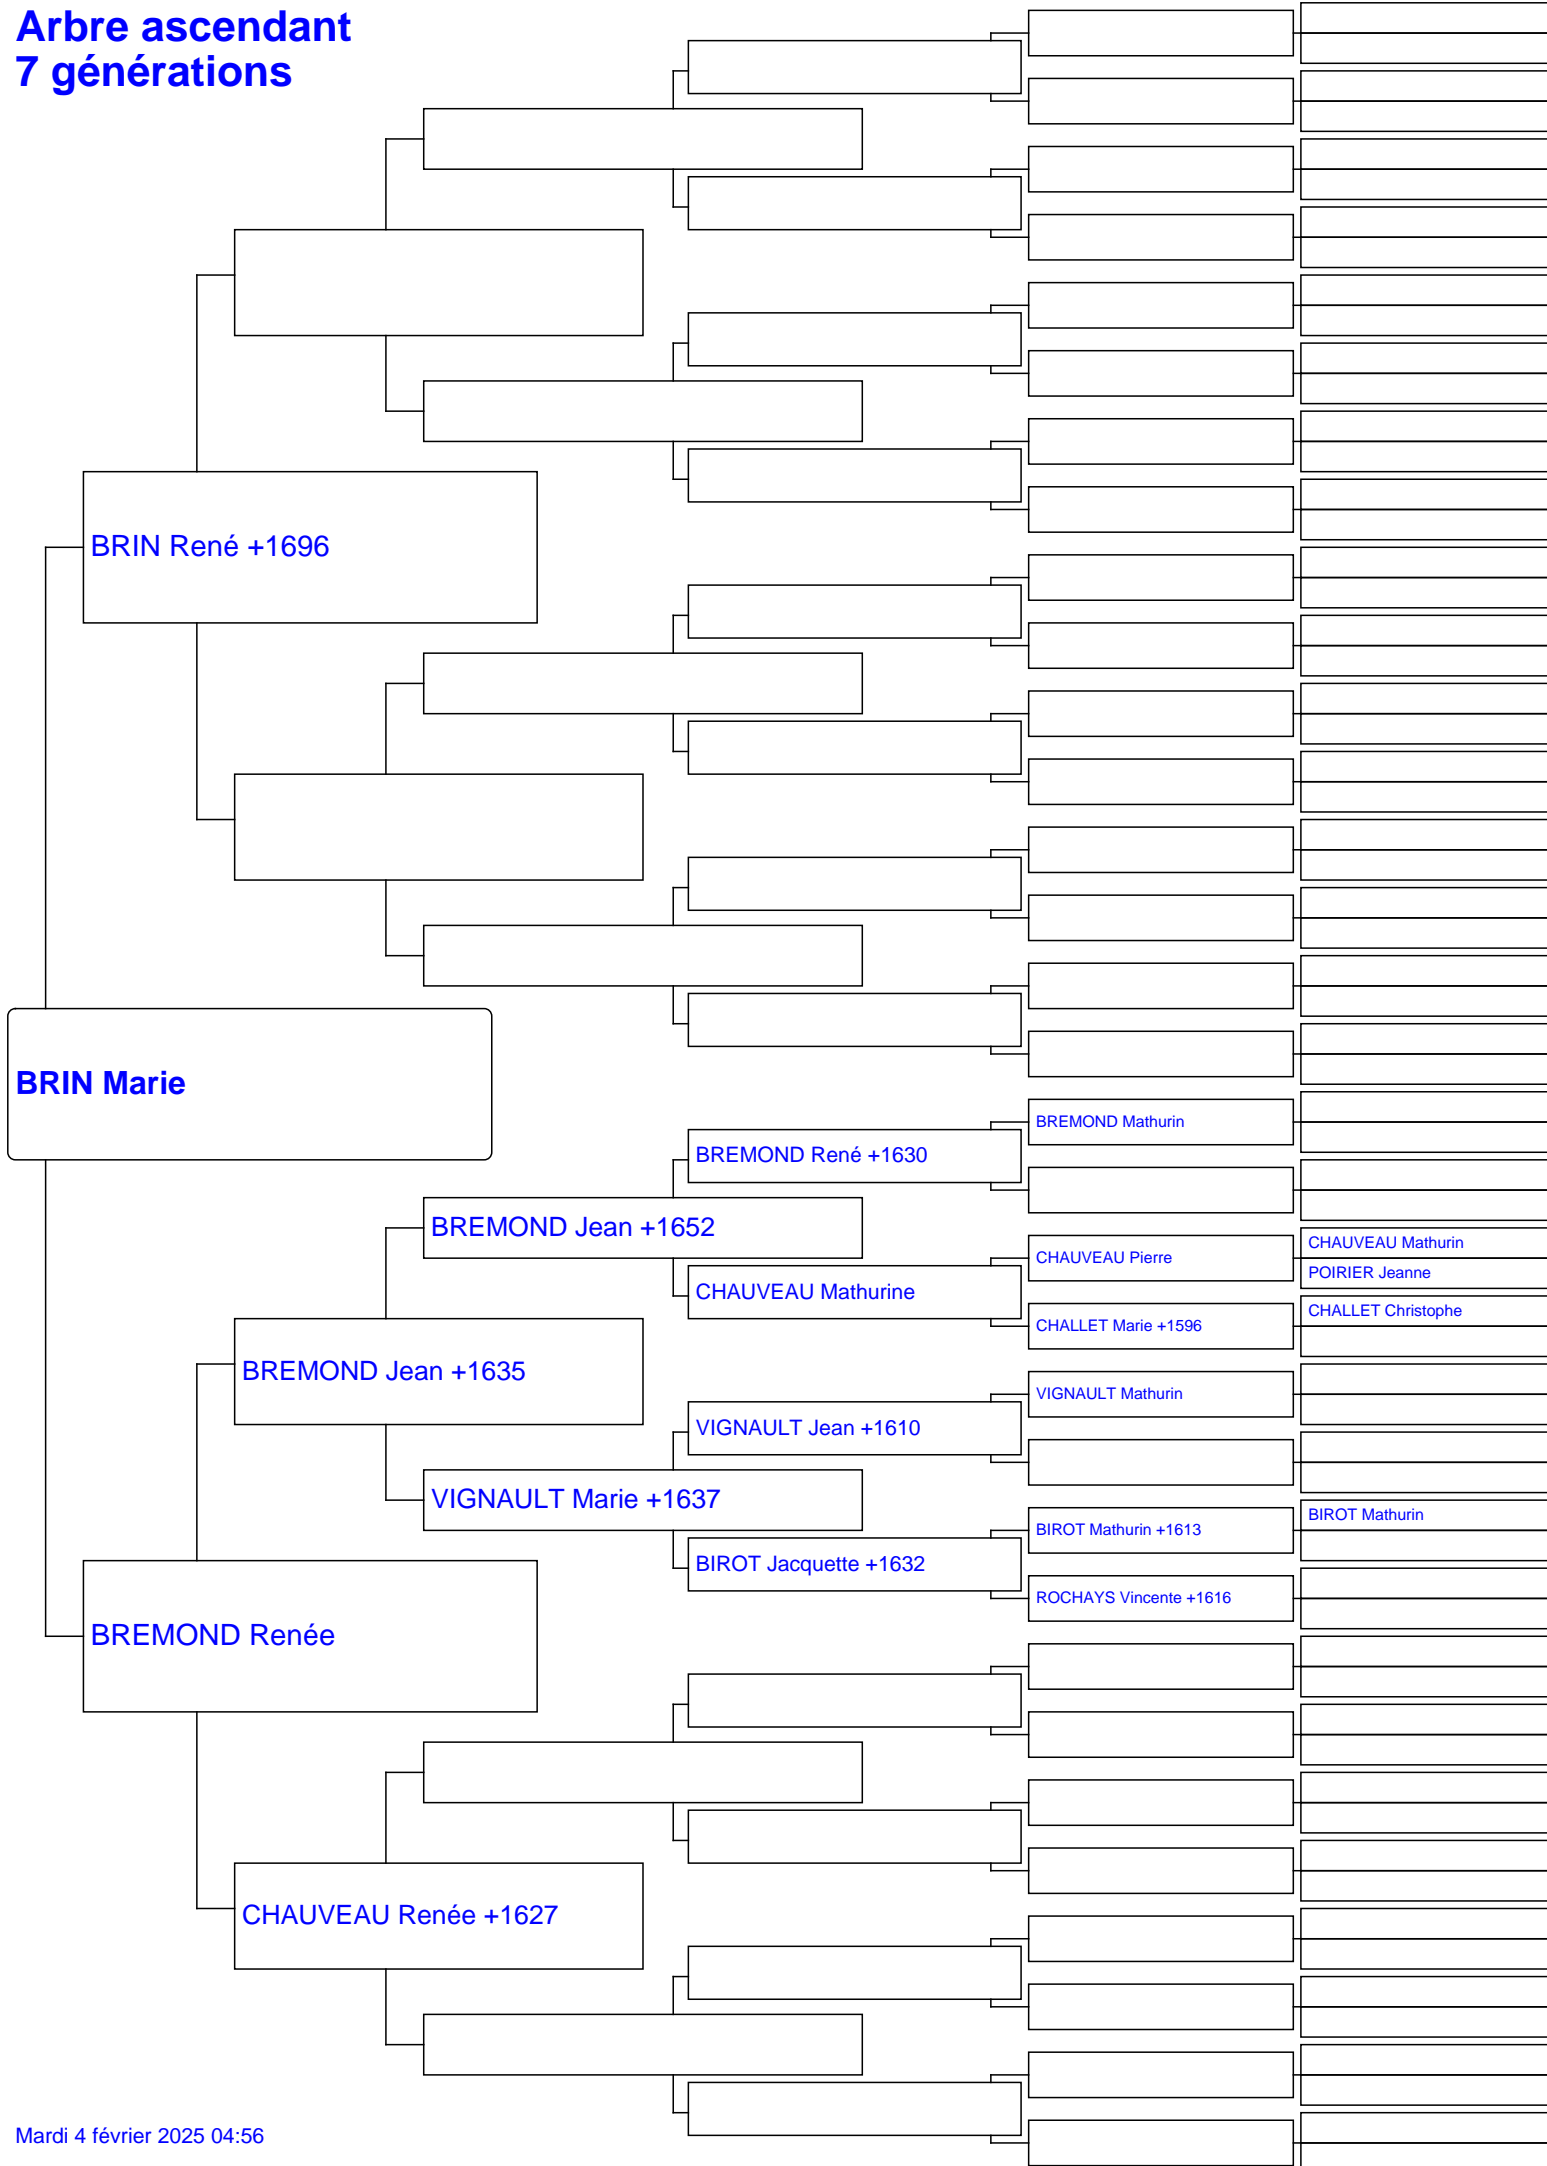 Arbre ascendant
7 générations
BRIN René +1696
BRIN Marie
BREMOND Mathurin
BREMOND René +1630
BREMOND Jean +1652
CHAUVEAU Mathurin
CHAUVEAU Pierre
POIRIER Jeanne
CHAUVEAU Mathurine
CHALLET Christophe
CHALLET Marie +1596
BREMOND Jean +1635
VIGNAULT Mathurin
VIGNAULT Jean +1610
VIGNAULT Marie +1637
BIROT Mathurin
BIROT Mathurin +1613
BIROT Jacquette +1632
ROCHAYS Vincente +1616
BREMOND Renée
CHAUVEAU Renée +1627
Mardi 4 février 2025 04:56